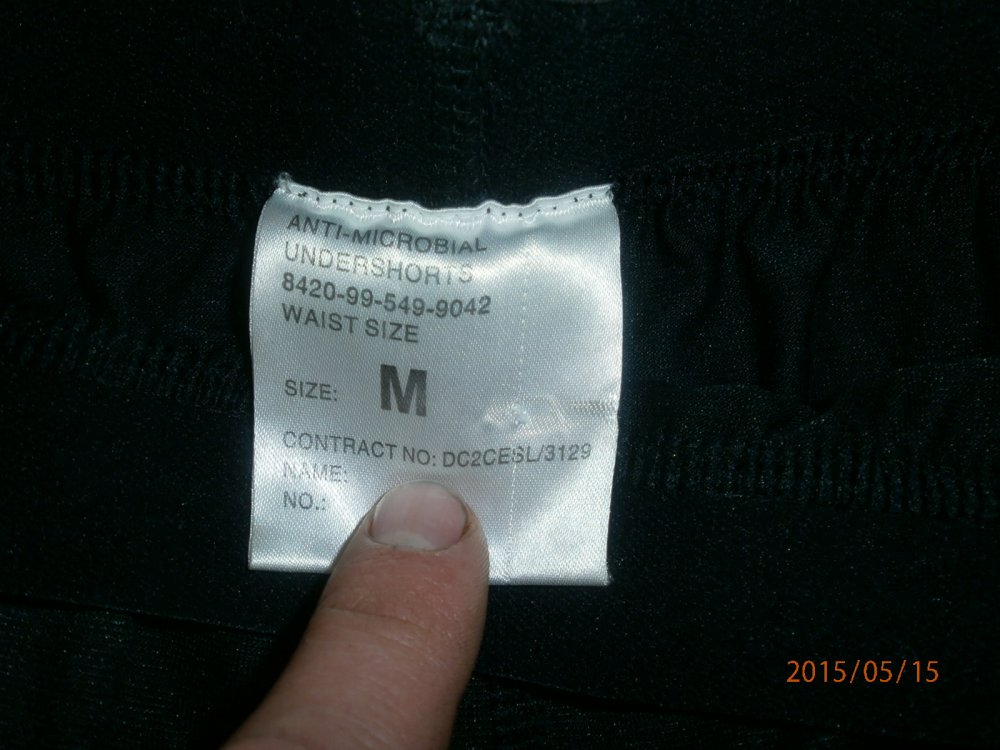 ANTI-MICROBIAL
UNDERSHORTS
8420-99-549-9042
WAIST SIZE
SIZE: M
CONTRACT NO: DC2CESL/3129
NAME:
NO.:
2015/05/15